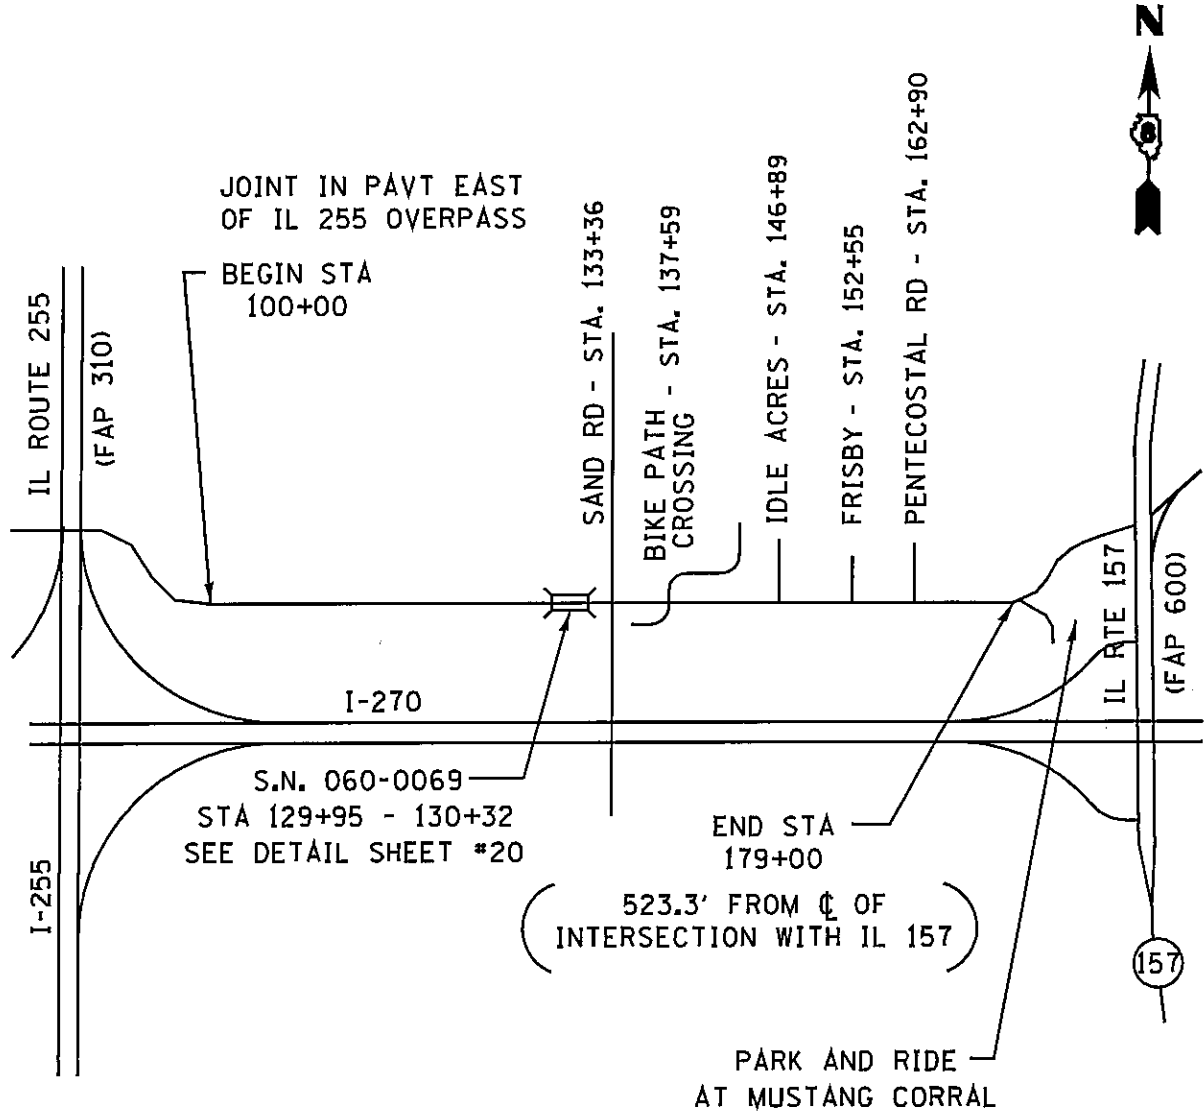 N
8
JOINT IN PAVT EAST
OF IL 255 OVERPASS
BEGIN STA
100+00
IL ROUTE 255
(FAP 310)
SAND RD - STA. 133+36
BIKE PATH - STA. 137+59
CROSSING
IDLE ACRES - STA. 146+89
FRISBY - STA. 152+55
PENTECOSTAL RD - STA. 162+90
IL RTE 157
(FAP 600)
I-270
S.N. 060-0069
STA 129+95 - 130+32
SEE DETAIL SHEET #20
END STA
179+00
523.3' FROM ℄ OF
INTERSECTION WITH IL 157
I-255
157
PARK AND RIDE
AT MUSTANG CORRAL